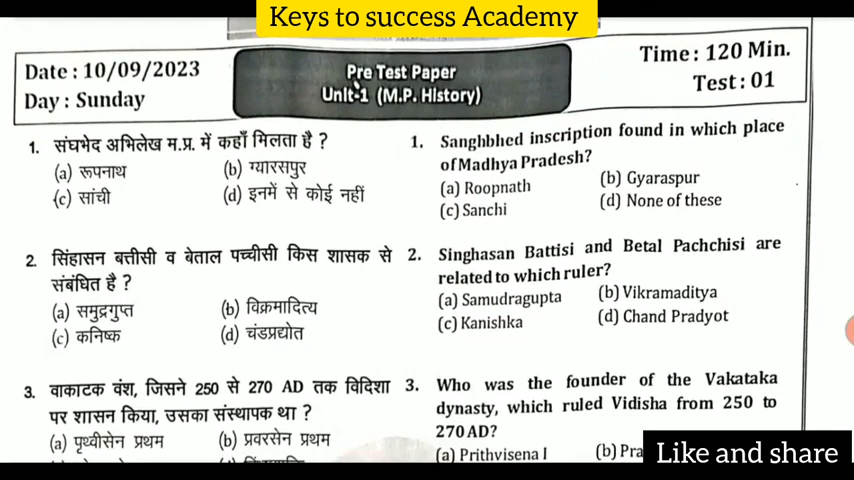 Keys to success Academy
Date : 10/09/2023
Day : Sunday
Pre Test Paper
Unit-1 (M.P. History)
Time : 120 Min.
Test : 01
1. संघभेद अभिलेख म.प्र. में कहाँ मिलता है ?
(a) रूपनाथ (b) ग्यारसपुर
(c) सांची (d) इनमें से कोई नहीं
2. सिंहासन बत्तीसी व बेताल पच्चीसी किस शासक से
संबंधित है ?
(a) समुद्रगुप्त (b) विक्रमादित्य
(c) कनिष्क (d) चंडप्रद्योत
3. वाकाटक वंश, जिसने 250 से 270 AD तक विदिशा
पर शासन किया, उसका संस्थापक था ?
(a) पृथ्वीसेन प्रथम (b) प्रवरसेन प्रथम
1. Sanghbhed inscription found in which place
of Madhya Pradesh?
(a) Roopnath (b) Gyaraspur
(c) Sanchi (d) None of these
2. Singhasan Battisi and Betal Pachchisi are
related to which ruler?
(a) Samudragupta (b) Vikramaditya
(c) Kanishka (d) Chand Pradyot
3. Who was the founder of the Vakataka
dynasty, which ruled Vidisha from 250 to
270 AD?
(a) Prithvisena I (b) Pra
Like and share